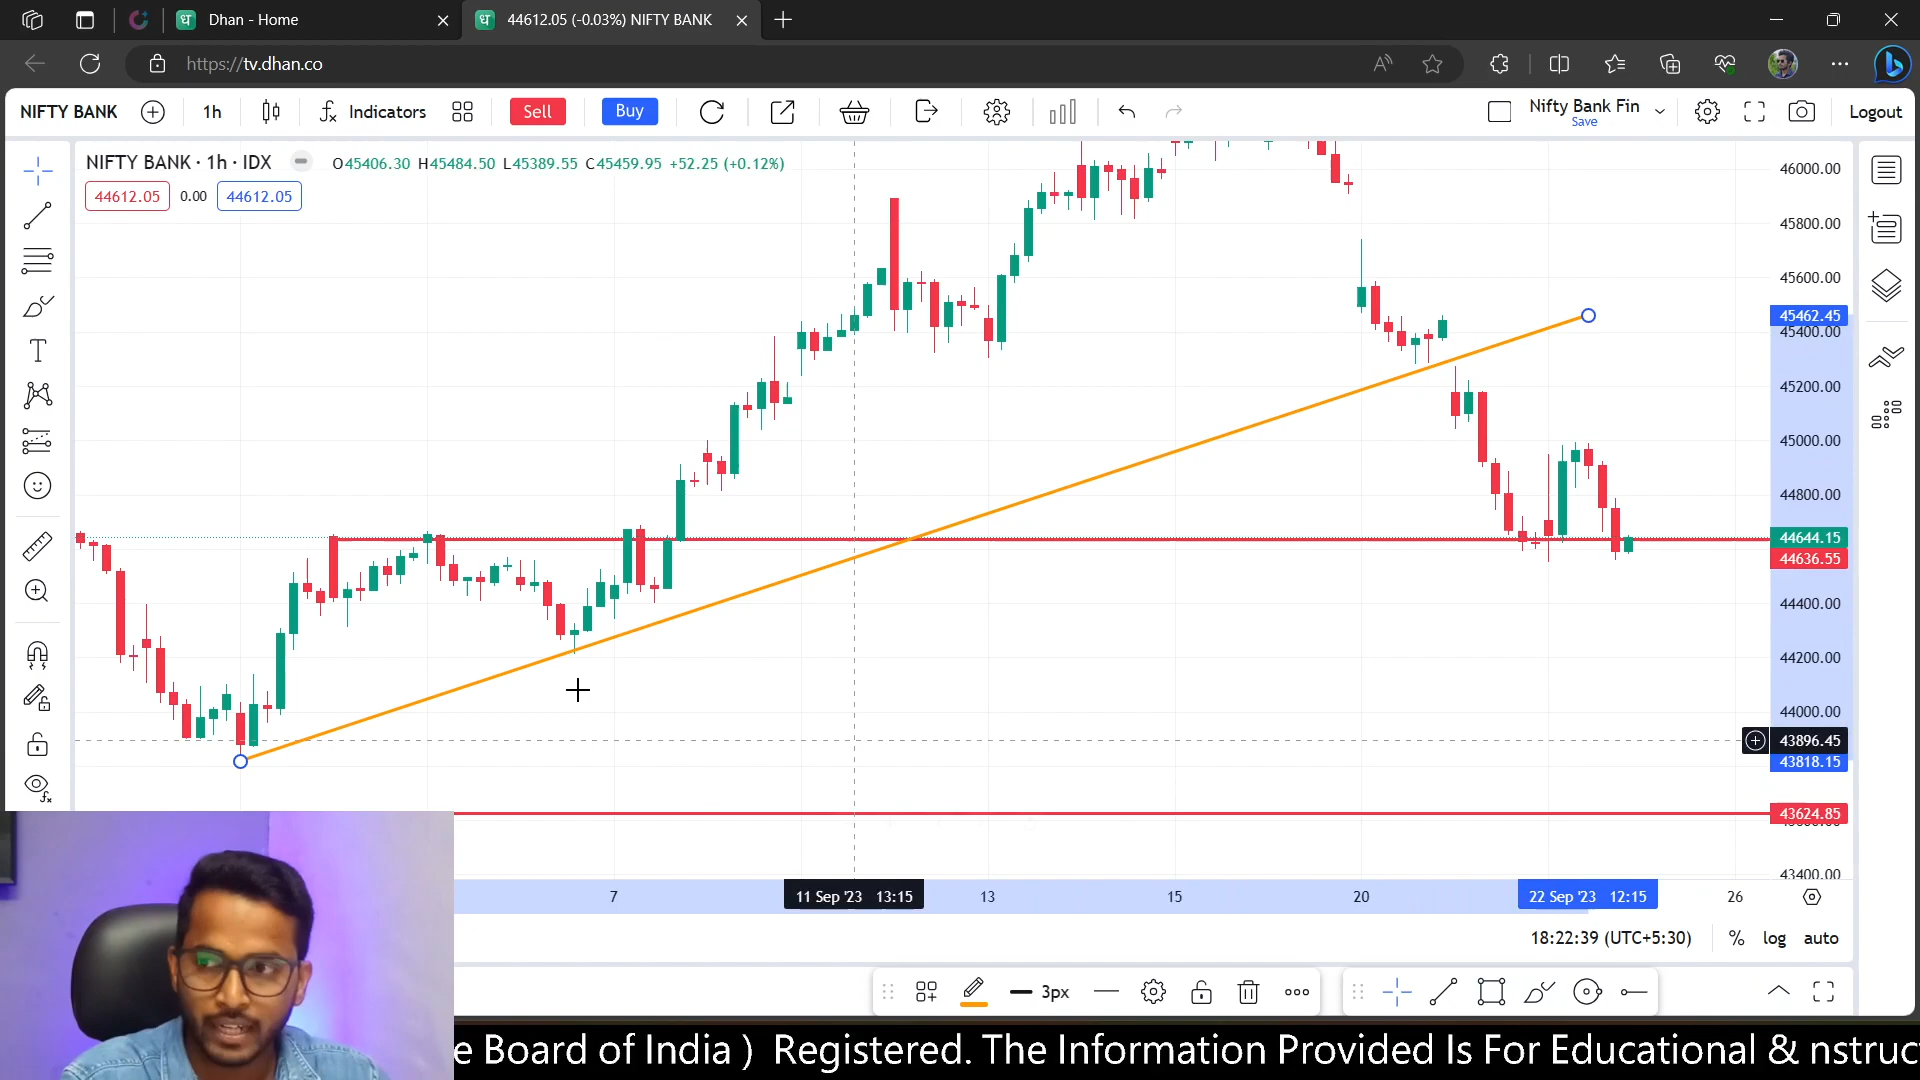 Dhan - Home
44612.05 (-0.03%) NIFTY BANK
https://tv.dhan.co
NIFTY BANK
1h
Indicators
Sell
Buy
Nifty Bank Fin
Save
Logout
NIFTY BANK · 1h · IDX
O45406.30 H45484.50 L45389.55 C45459.95 +52.25 (+0.12%)
44612.05 0.00 44612.05
46000.00
45800.00
45600.00
45462.45
45400.00
45200.00
45000.00
44800.00
44644.15
44636.55
44400.00
44200.00
44000.00
43896.45
43818.15
43624.85
43400.00
7
11 Sep '23 13:15
13
15
20
22 Sep '23 12:15
26
18:22:39 (UTC+5:30)
%
log
auto
3px
e Board of India ) Registered. The Information Provided Is For Educational & nstruc